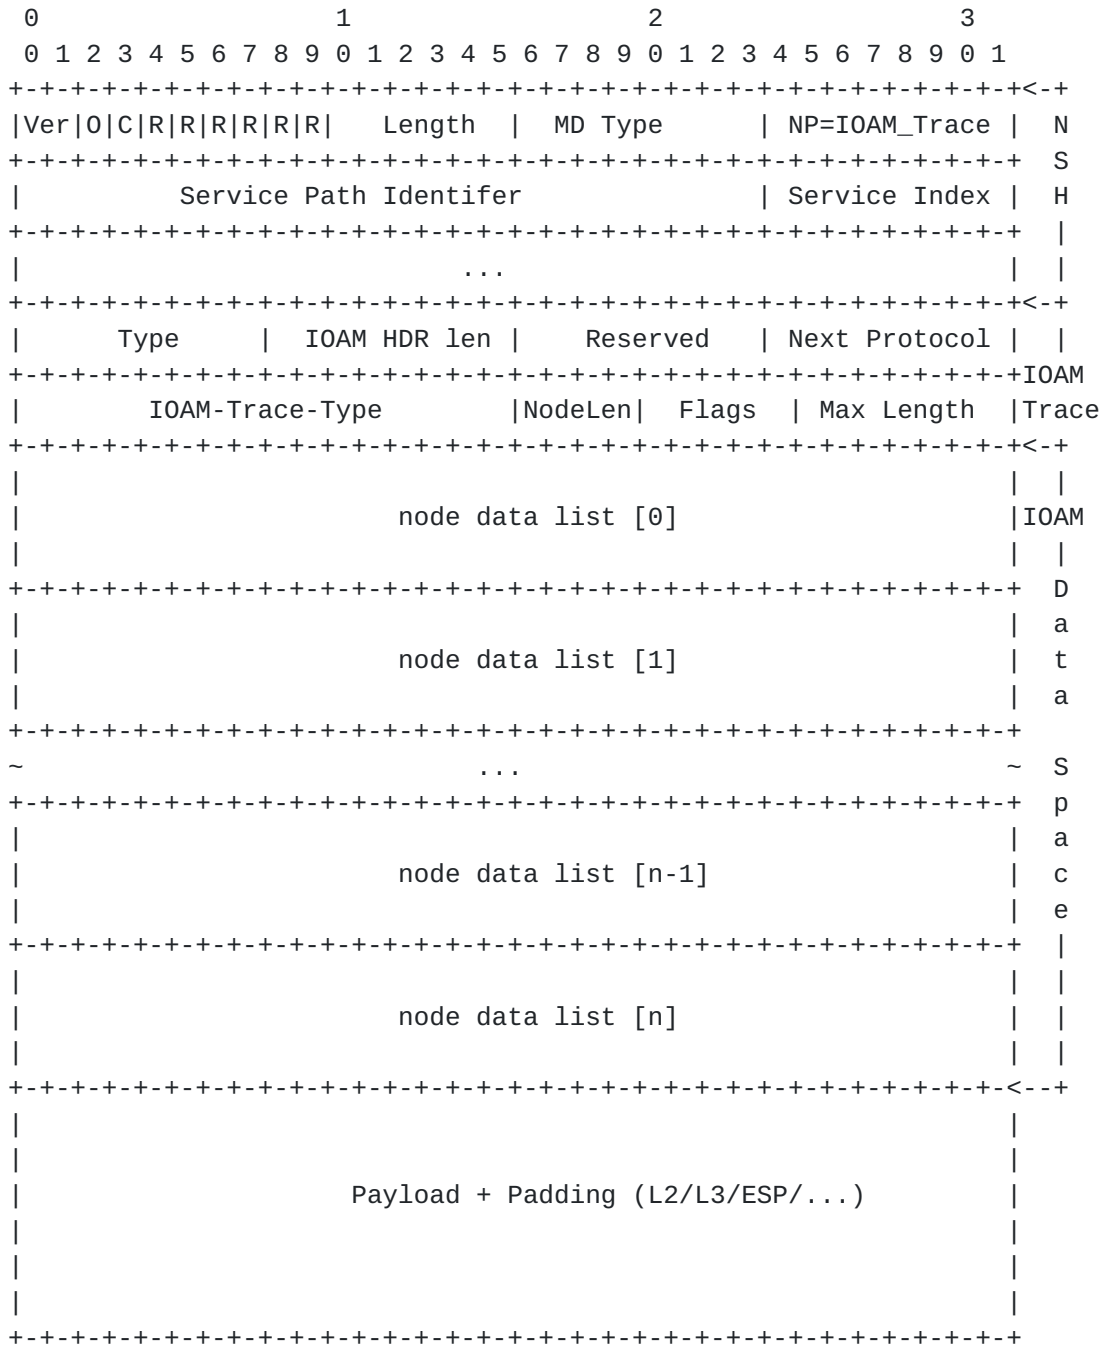 0                   1                   2                   3
 0 1 2 3 4 5 6 7 8 9 0 1 2 3 4 5 6 7 8 9 0 1 2 3 4 5 6 7 8 9 0 1
+-+-+-+-+-+-+-+-+-+-+-+-+-+-+-+-+-+-+-+-+-+-+-+-+-+-+-+-+-+-+-+-+<-+
|Ver|O|C|R|R|R|R|R|R|   Length  |  MD Type      | NP=IOAM_Trace |  N
+-+-+-+-+-+-+-+-+-+-+-+-+-+-+-+-+-+-+-+-+-+-+-+-+-+-+-+-+-+-+-+-+  S
|          Service Path Identifer               | Service Index |  H
+-+-+-+-+-+-+-+-+-+-+-+-+-+-+-+-+-+-+-+-+-+-+-+-+-+-+-+-+-+-+-+-+  |
|                            ...                                |  |
+-+-+-+-+-+-+-+-+-+-+-+-+-+-+-+-+-+-+-+-+-+-+-+-+-+-+-+-+-+-+-+-+<-+
|      Type     |  IOAM HDR len |    Reserved   | Next Protocol |  |
+-+-+-+-+-+-+-+-+-+-+-+-+-+-+-+-+-+-+-+-+-+-+-+-+-+-+-+-+-+-+-+-+IOAM
|        IOAM-Trace-Type        |NodeLen|  Flags  | Max Length  |Trace
+-+-+-+-+-+-+-+-+-+-+-+-+-+-+-+-+-+-+-+-+-+-+-+-+-+-+-+-+-+-+-+-+<-+
|                                                               |  |
|                        node data list [0]                     |IOAM
|                                                               |  |
+-+-+-+-+-+-+-+-+-+-+-+-+-+-+-+-+-+-+-+-+-+-+-+-+-+-+-+-+-+-+-+-+  D
|                                                               |  a
|                        node data list [1]                     |  t
|                                                               |  a
+-+-+-+-+-+-+-+-+-+-+-+-+-+-+-+-+-+-+-+-+-+-+-+-+-+-+-+-+-+-+-+-+
~                             ...                               ~  S
+-+-+-+-+-+-+-+-+-+-+-+-+-+-+-+-+-+-+-+-+-+-+-+-+-+-+-+-+-+-+-+-+  p
|                                                               |  a
|                        node data list [n-1]                   |  c
|                                                               |  e
+-+-+-+-+-+-+-+-+-+-+-+-+-+-+-+-+-+-+-+-+-+-+-+-+-+-+-+-+-+-+-+-+  |
|                                                               |  |
|                        node data list [n]                     |  |
|                                                               |  |
+-+-+-+-+-+-+-+-+-+-+-+-+-+-+-+-+-+-+-+-+-+-+-+-+-+-+-+-+-+-+-+-<--+
|                                                               |
|                                                               |
|                     Payload + Padding (L2/L3/ESP/...)         |
|                                                               |
|                                                               |
|                                                               |
+-+-+-+-+-+-+-+-+-+-+-+-+-+-+-+-+-+-+-+-+-+-+-+-+-+-+-+-+-+-+-+-+